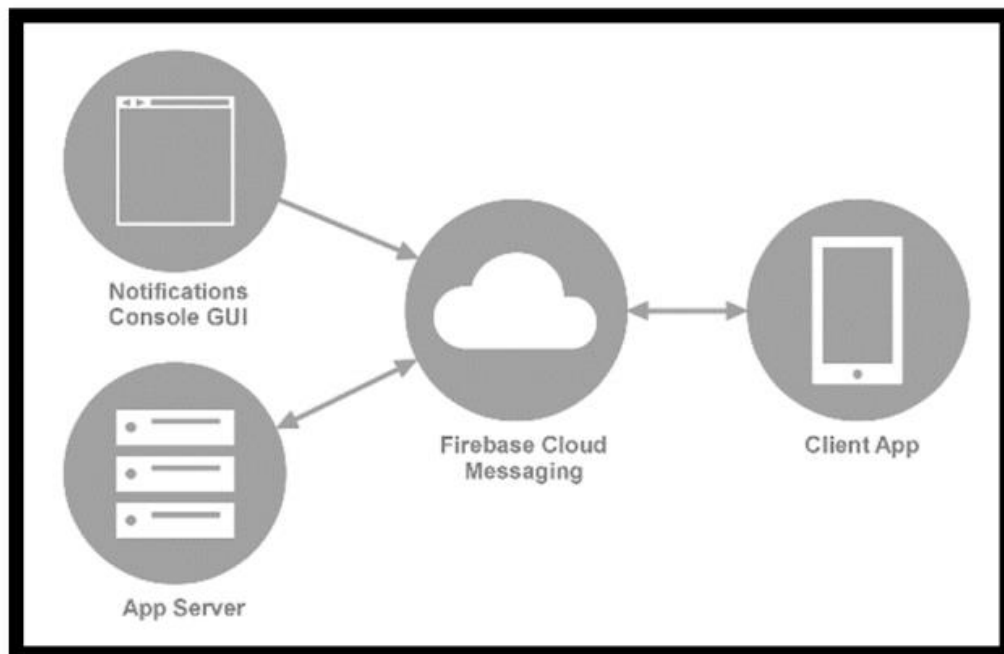 Notifications
Console GUI
Firebase Cloud
Messaging
Client App
App Server